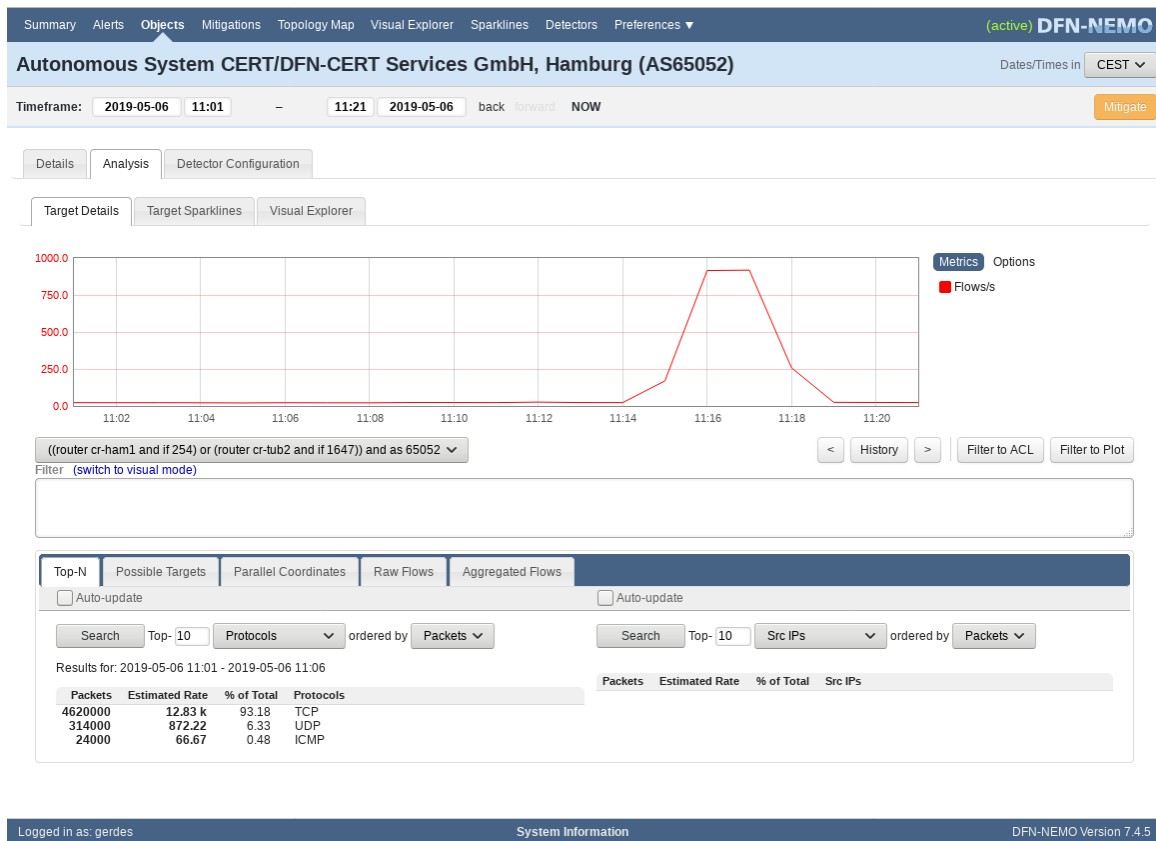 Summary Alerts Objects Mitigations Topology Map Visual Explorer Sparklines Detectors Preferences ▼ (active) DFN-NEMO
Autonomous System CERT/DFN-CERT Services GmbH, Hamburg (AS65052) Dates/Times in CEST
Timeframe: 2019-05-06 11:01 – 11:21 2019-05-06 back forward NOW Mitigate
Details Analysis Detector Configuration
Target Details Target Sparklines Visual Explorer
1000.0
750.0
500.0
250.0
0.0
11:02 11:04 11:06 11:08 11:10 11:12 11:14 11:16 11:18 11:20
Metrics Options
Flows/s
((router cr-ham1 and if 254) or (router cr-tub2 and if 1647)) and as 65052 < History > Filter to ACL Filter to Plot
Filter (switch to visual mode)
Top-N Possible Targets Parallel Coordinates Raw Flows Aggregated Flows
Auto-update Auto-update
Search Top- 10 Protocols ordered by Packets Search Top- 10 Src IPs ordered by Packets
Results for: 2019-05-06 11:01 - 2019-05-06 11:06
Packets Estimated Rate % of Total Protocols Packets Estimated Rate % of Total Src IPs
4620000 12.83 k 93.18 TCP
314000 872.22 6.33 UDP
24000 66.67 0.48 ICMP
Logged in as: gerdes System Information DFN-NEMO Version 7.4.5